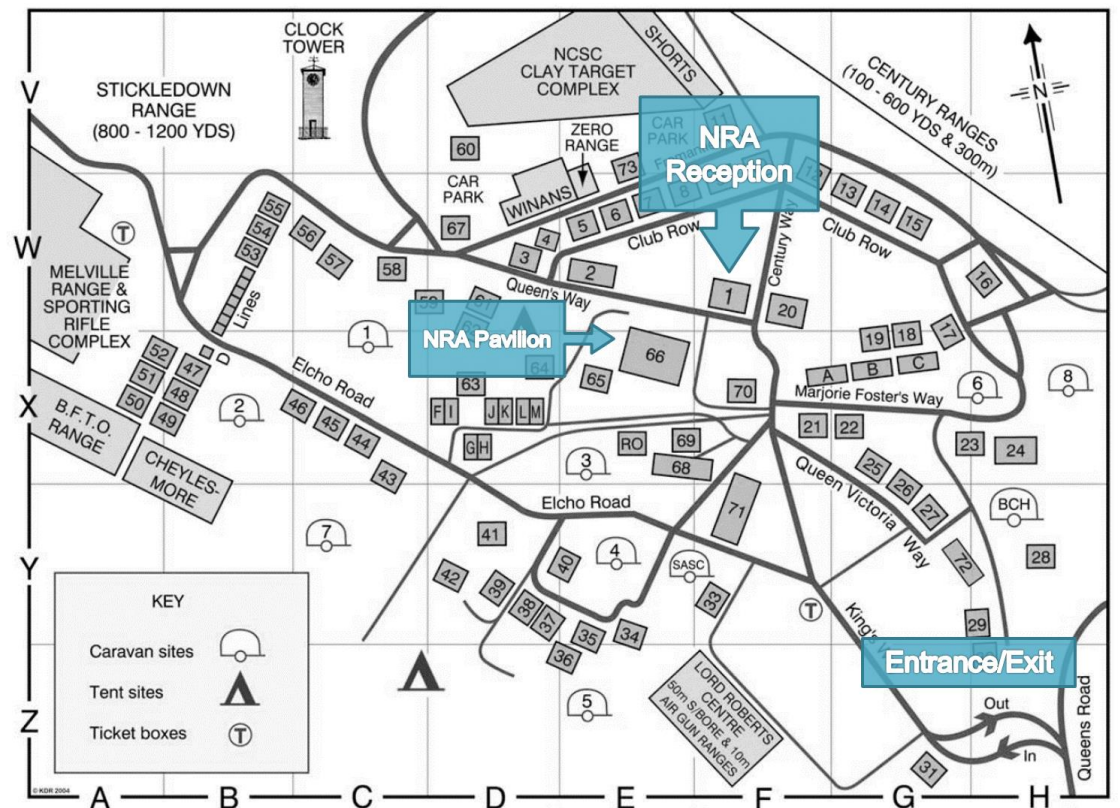 CLOCK
TOWER
V
STICKLEDOWN
RANGE
(800 - 1200 YDS)
NCSC
CLAY TARGET
COMPLEX
SHORTS
CENTURY RANGES
(100 - 600 YDS & 300m)
N
60
ZERO
RANGE
CAR
PARK
11
NRA
Reception
73
CAR
PARK
WINANS
67
5
6
7
8
12
13
14
15
Club Row
Club Row
Century Way
55
54
53
56
57
58
T
W
MELVILLE
RANGE &
SPORTING
RIFLE
COMPLEX
Lines
D
3
4
2
Queen's Way
1
20
16
59
61
NRA Pavilion
64
63
1
66
65
19
18
17
A
B
C
Marjorie Foster's Way
6
8
70
52
51
50
47
48
49
2
Elcho Road
46
45
44
43
X
B.F.T.O.
RANGE
CHEYLES-
MORE
F
I
J
K
L
M
G
H
RO
69
68
3
21
22
23
24
25
26
27
Queen Victoria
Way
71
BCH
28
72
29
7
Elcho Road
41
42
40
4
SASC
39
38
37
36
35
34
33
T
King's
Entrance/Exit
Y
KEY
Caravan sites
Tent sites
Ticket boxes
T
5
LORD ROBERTS
CENTRE
50m S/BORE & 10m
AIR GUN RANGES
Out
In
31
Queens Road
Z
© KDR 2004
A
B
C
D
E
F
G
H